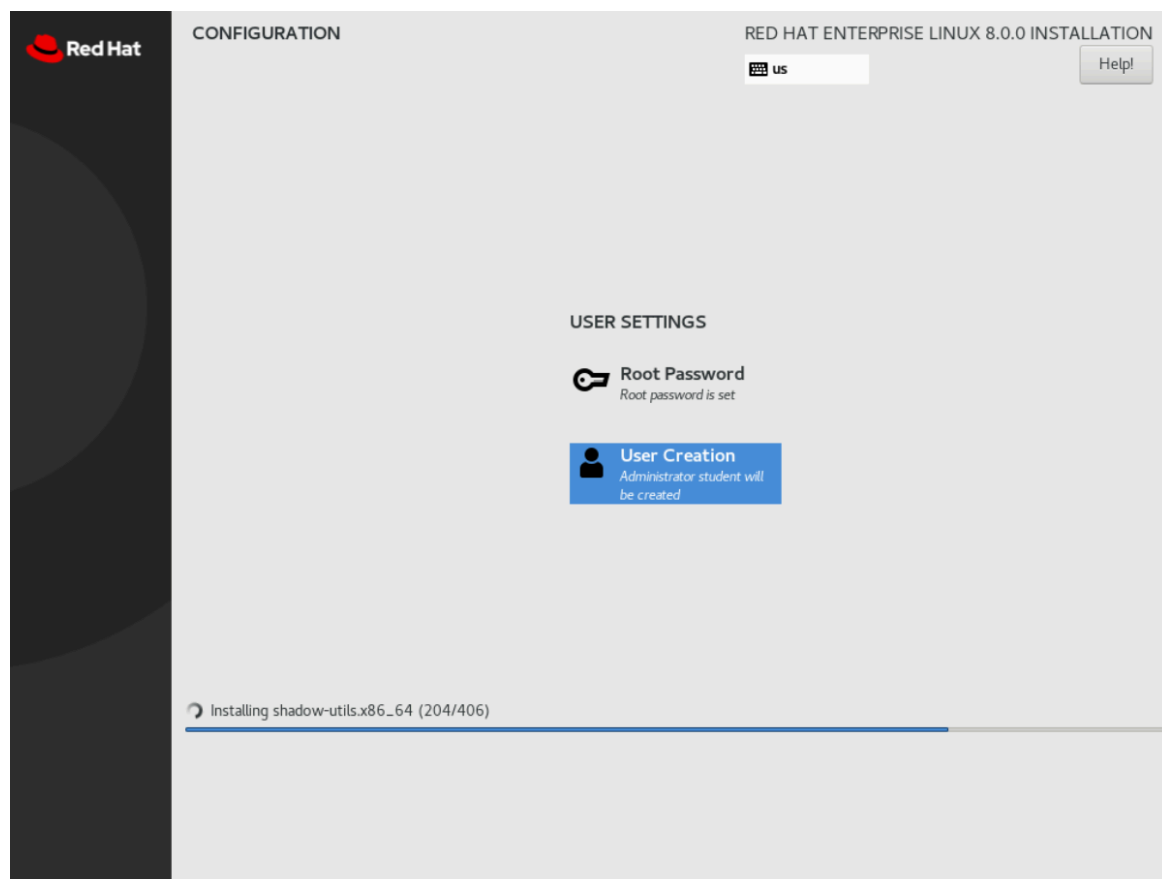 Red Hat
CONFIGURATION
RED HAT ENTERPRISE LINUX 8.0.0 INSTALLATION
us
Help!
USER SETTINGS
Root Password
Root password is set
User Creation
Administrator student will
be created
Installing shadow-utils.x86_64 (204/406)